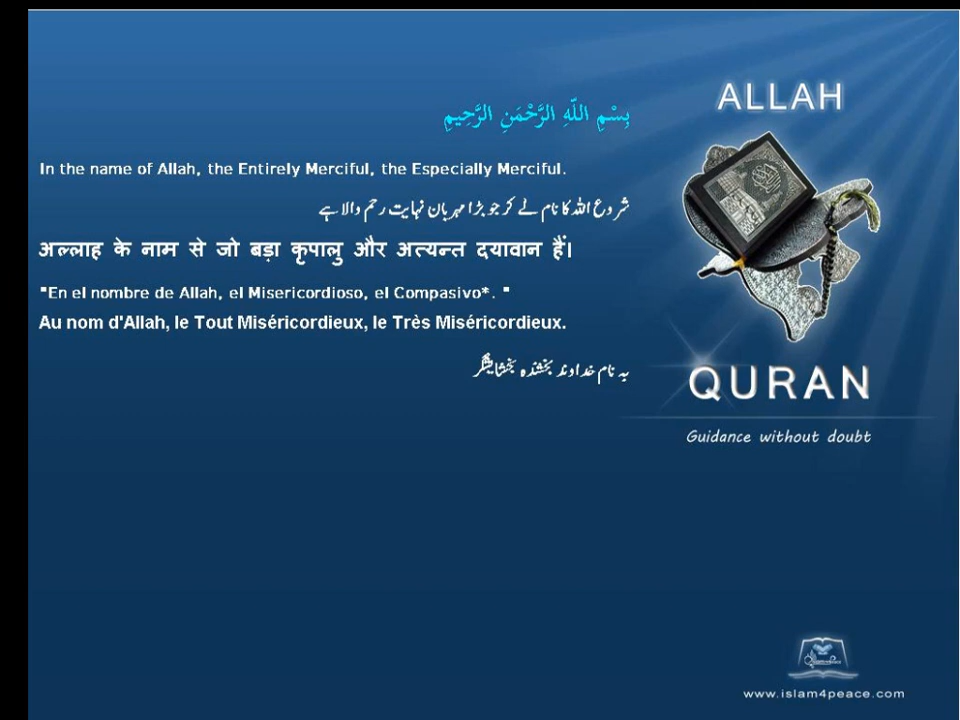 بِسْمِ اللّهِ الرَّحْمَنِ الرَّحِيمِ
In the name of Allah, the Entirely Merciful, the Especially Merciful.
شروع الله کا نام لے کر جو بڑا مہربان نہایت رحم والا ہے
अल्लाह के नाम से जो बड़ा कृपालु और अत्यन्त दयावान हैं।
"En el nombre de Allah, el Misericordioso, el Compasivo*. "
Au nom d'Allah, le Tout Miséricordieux, le Très Miséricordieux.
به نام خداوند بخشنده بخشایشگر
ALLAH
QURAN
Guidance without doubt
www.islam4peace.com